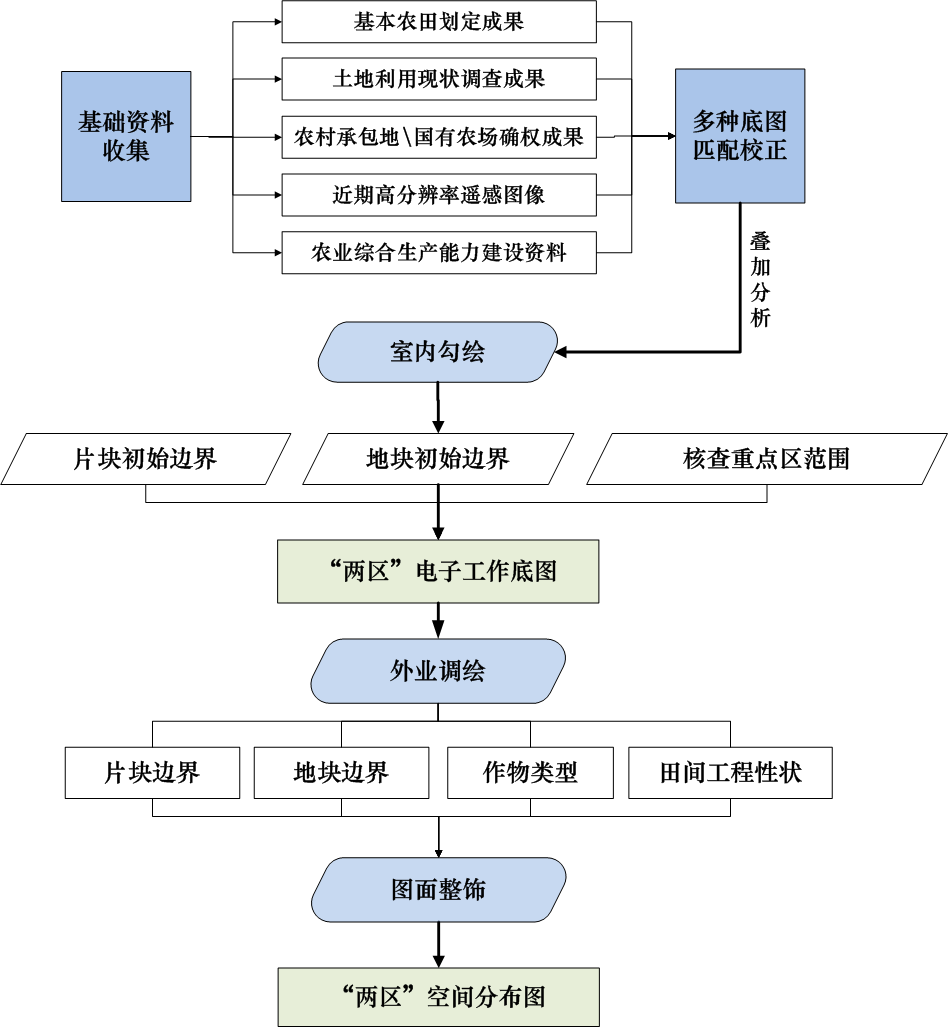 基本农田划定成果
土地利用现状调查成果
基础资料
收集
农村承包地\国有农场确权成果
多种底图
匹配校正
近期高分辨率遥感图像
农业综合生产能力建设资料
叠
加
分
析
室内勾绘
片块初始边界
地块初始边界
核查重点区范围
“两区”电子工作底图
外业调绘
片块边界
地块边界
作物类型
田间工程性状
图面整饰
“两区”空间分布图